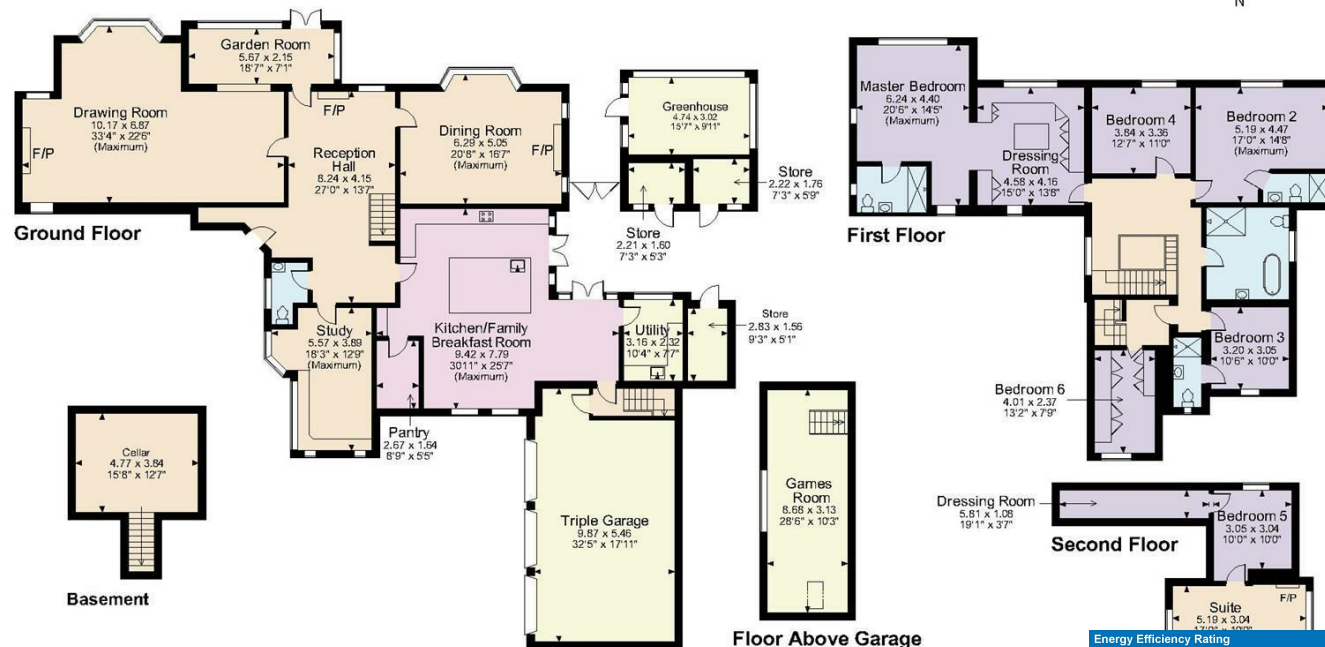 N
Garden Room
5.67 x 2.15
18'7" x 7'1"
Drawing Room
10.17 x 6.87
33'4" x 22'6"
(Maximum)
F/P
F/P
Reception
Hall
8.24 x 4.15
27'0" x 13'7"
Dining Room
6.29 x 5.05
20'8" x 16'7"
(Maximum)
F/P
Ground Floor
Greenhouse
4.74 x 3.02
15'7" x 9'11"
Store
2.22 x 1.76
7'3" x 5'9"
Store
2.21 x 1.60
7'3" x 5'3"
Kitchen/Family
Breakfast Room
9.42 x 7.79
30'11" x 25'7"
(Maximum)
Utility
3.16 x 2.32
10'4" x 7'7"
Store
2.83 x 1.56
9'3" x 5'1"
Study
5.57 x 3.89
18'3" x 12'9"
(Maximum)
Pantry
2.67 x 1.64
8'9" x 5'5"
Cellar
4.77 x 3.84
15'8" x 12'7"
Basement
Triple Garage
9.87 x 5.46
32'5" x 17'11"
Games
Room
8.68 x 3.13
28'6" x 10'3"
Floor Above Garage
Master Bedroom
6.24 x 4.40
20'6" x 14'5"
(Maximum)
Dressing
Room
4.58 x 4.16
15'0" x 13'8"
Bedroom 4
3.84 x 3.36
12'7" x 11'0"
Bedroom 2
5.19 x 4.47
17'0" x 14'8"
(Maximum)
First Floor
Bedroom 3
3.20 x 3.05
10'6" x 10'0"
Bedroom 6
4.01 x 2.37
13'2" x 7'9"
Dressing Room
5.81 x 1.08
19'1" x 3'7"
Bedroom 5
3.05 x 3.04
10'0" x 10'0"
Second Floor
F/P
Suite
5.19 x 3.04
Energy Efficiency Rating